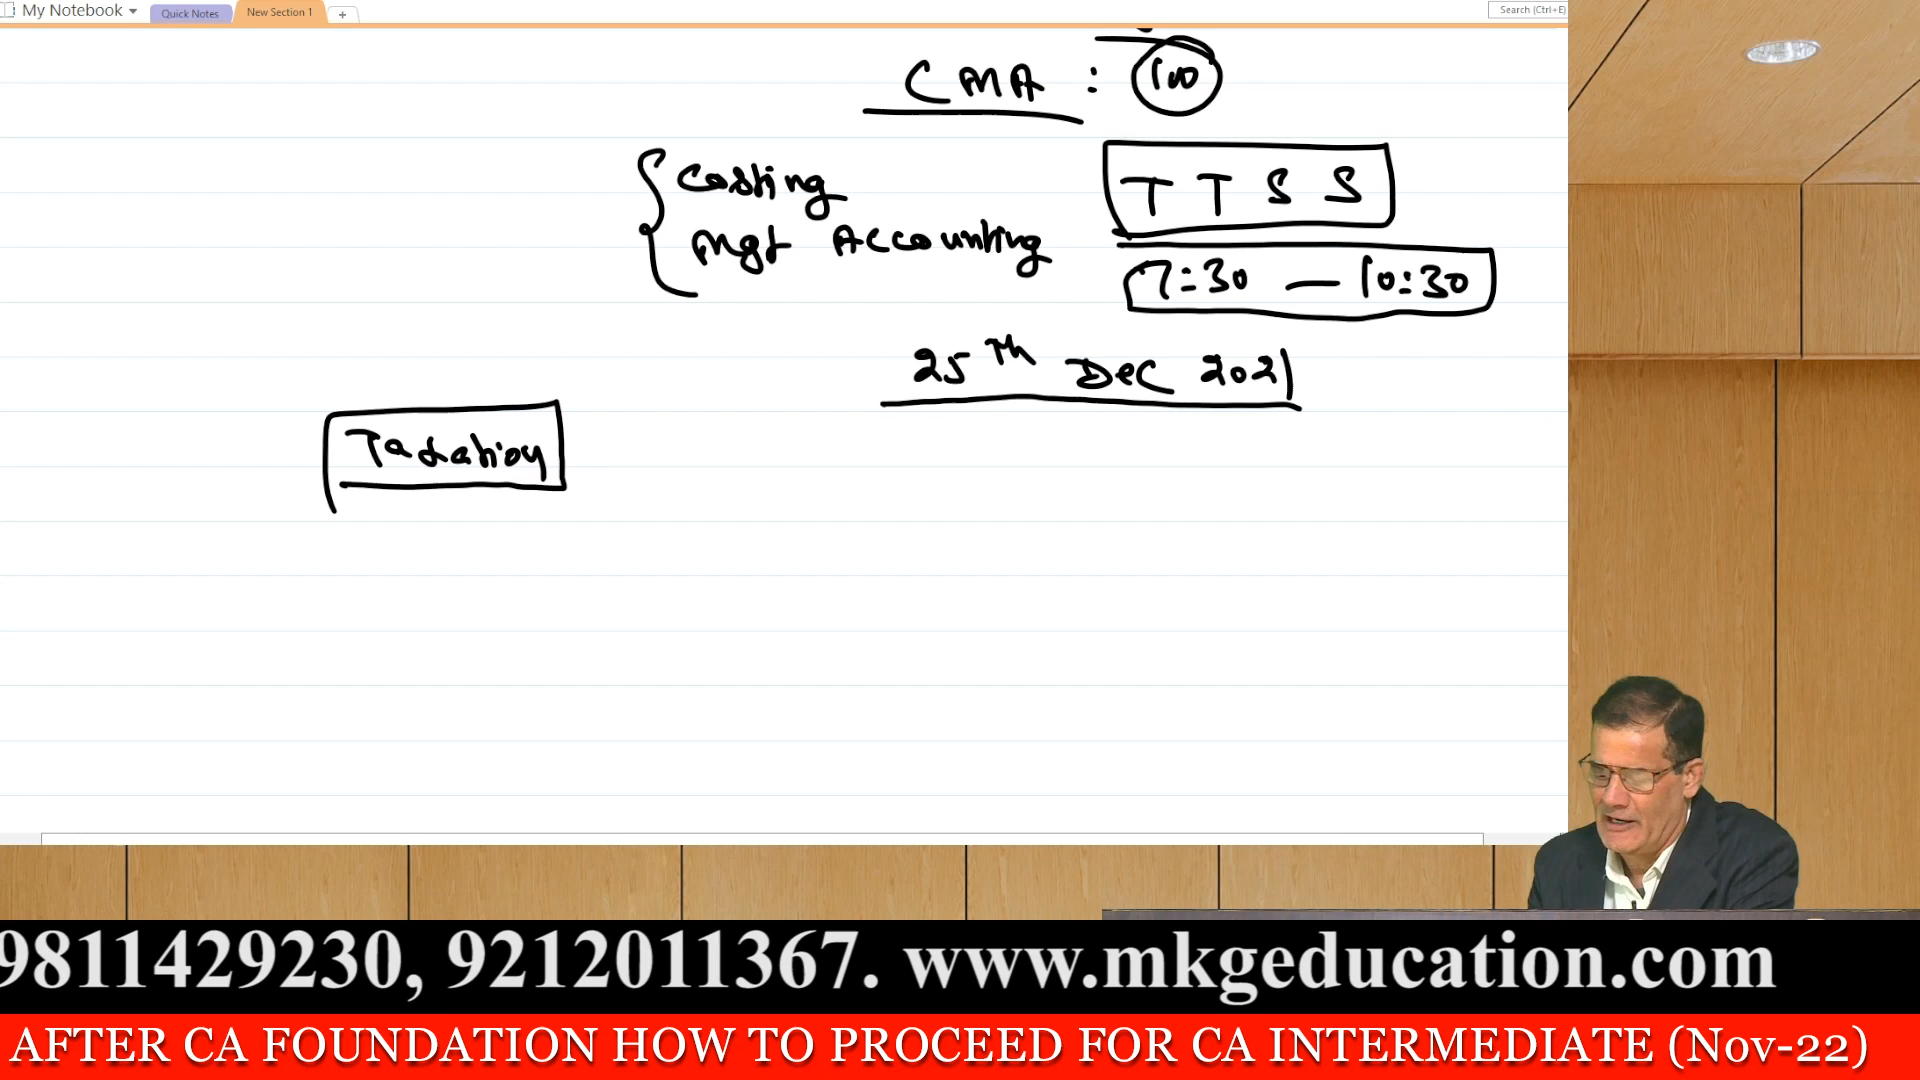 My Notebook Quick Notes New Section 1 + Search (Ctrl+E)
CMA : 100
Costing
Mgt Accounting
T T S S
7:30 — 10:30
25th Dec 2021
Taxation
9811429230, 9212011367. www.mkgeducation.com
AFTER CA FOUNDATION HOW TO PROCEED FOR CA INTERMEDIATE (Nov-22)